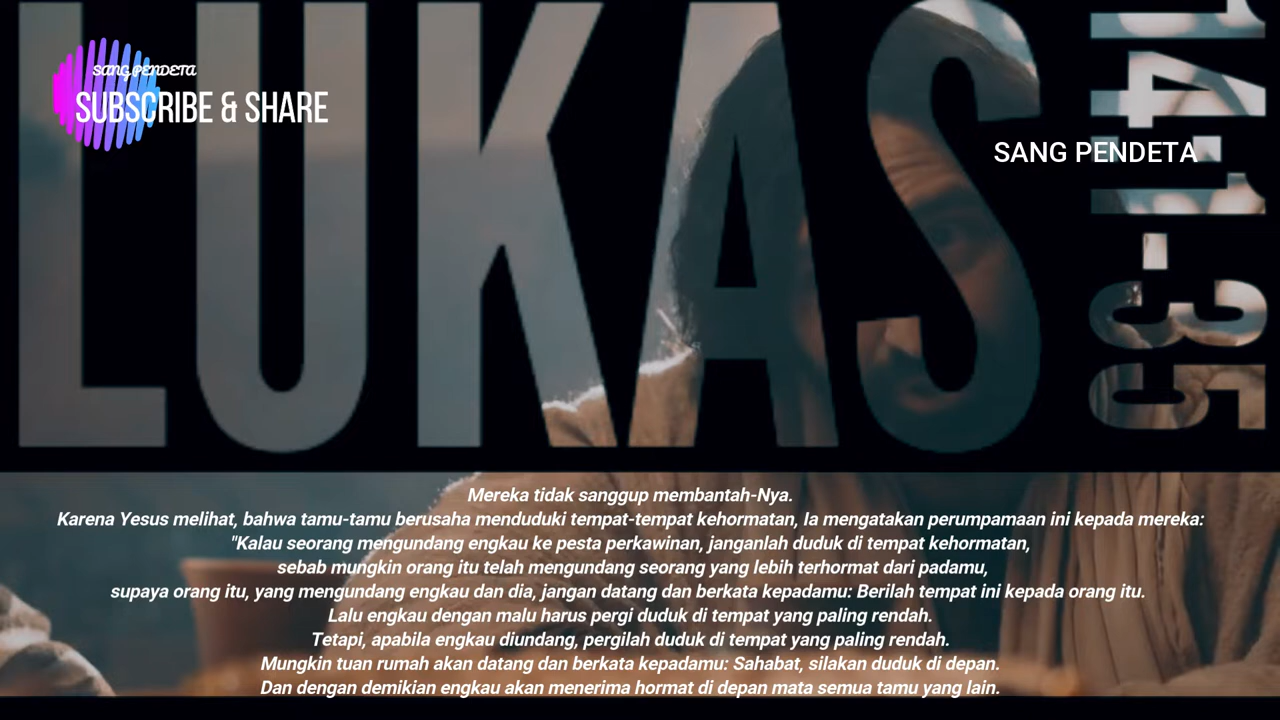 LUKAS
14:1-35
SANG PENDETA
SUBSCRIBE & SHARE
SANG PENDETA
Mereka tidak sanggup membantah-Nya.
Karena Yesus melihat, bahwa tamu-tamu berusaha menduduki tempat-tempat kehormatan, Ia mengatakan perumpamaan ini kepada mereka:
"Kalau seorang mengundang engkau ke pesta perkawinan, janganlah duduk di tempat kehormatan,
sebab mungkin orang itu telah mengundang seorang yang lebih terhormat dari padamu,
supaya orang itu, yang mengundang engkau dan dia, jangan datang dan berkata kepadamu: Berilah tempat ini kepada orang itu.
Lalu engkau dengan malu harus pergi duduk di tempat yang paling rendah.
Tetapi, apabila engkau diundang, pergilah duduk di tempat yang paling rendah.
Mungkin tuan rumah akan datang dan berkata kepadamu: Sahabat, silakan duduk di depan.
Dan dengan demikian engkau akan menerima hormat di depan mata semua tamu yang lain.